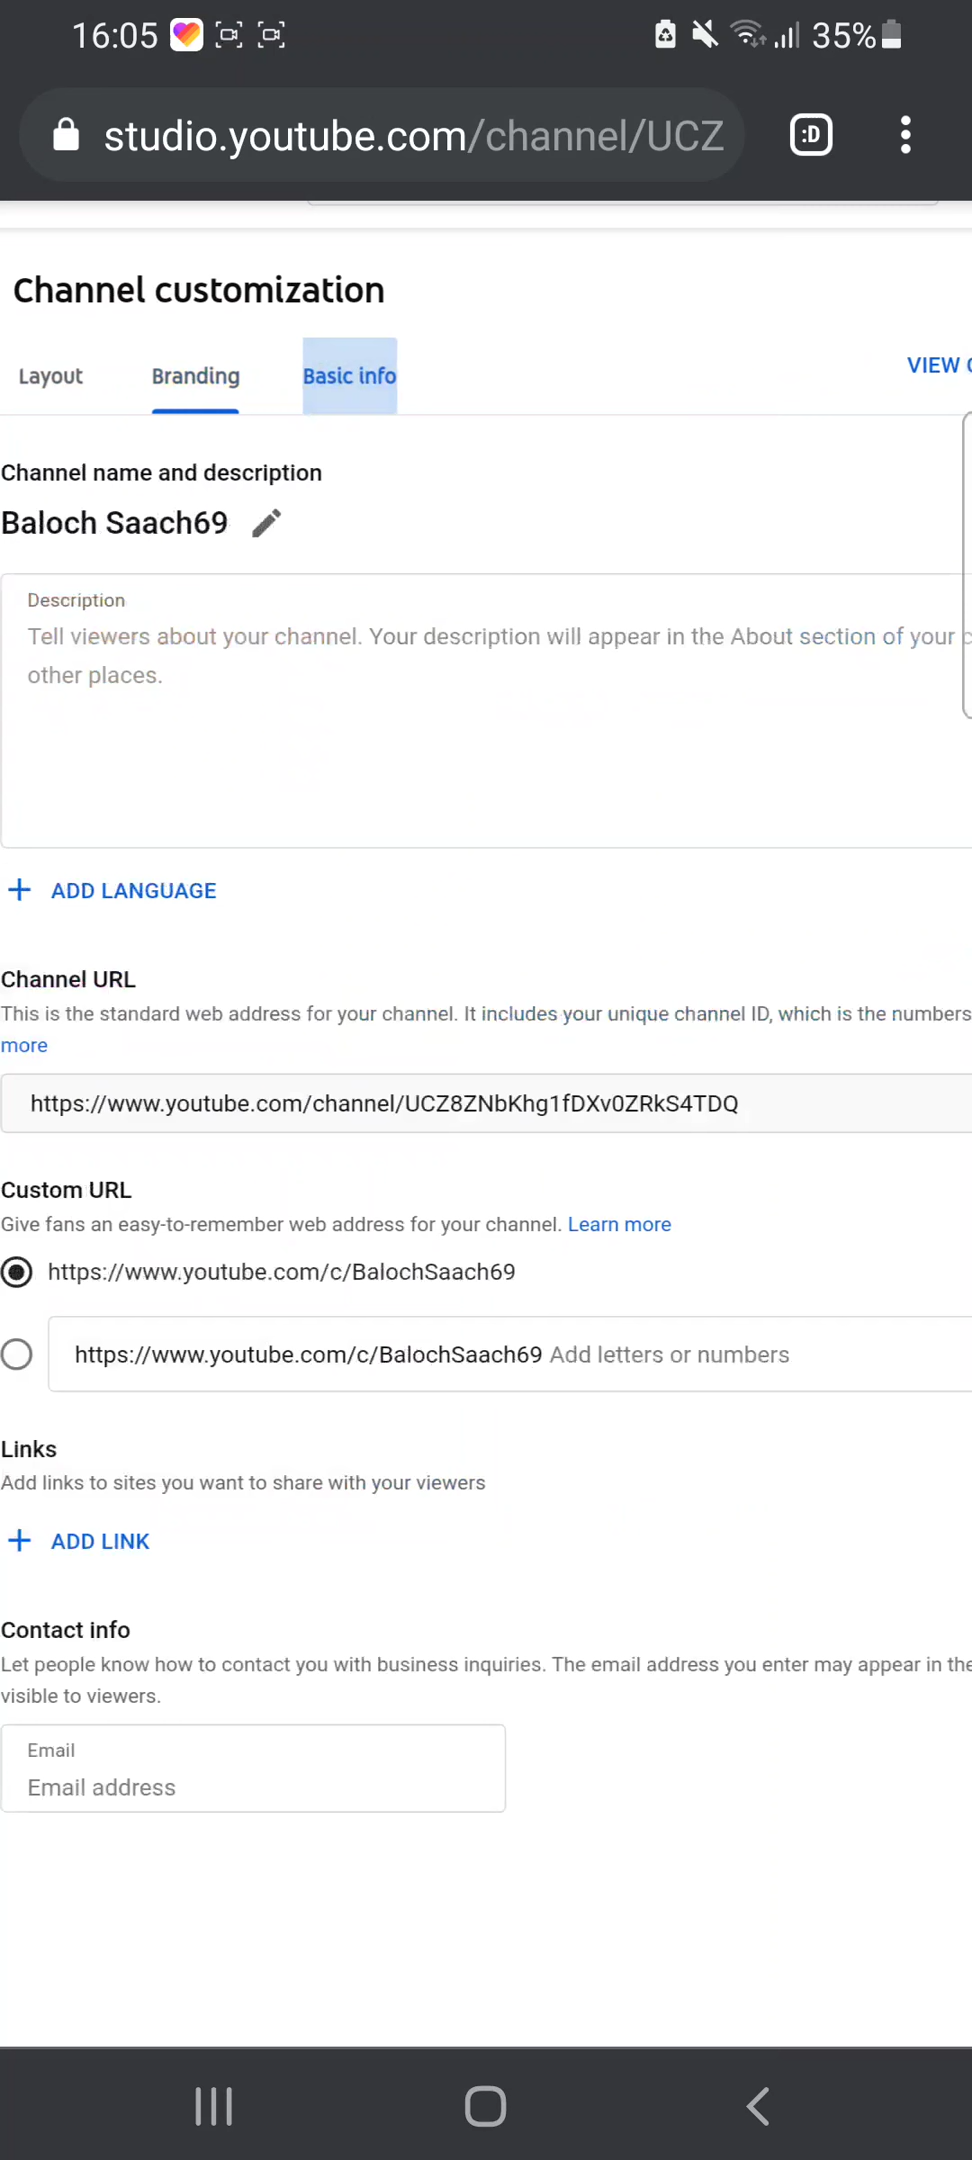 16:05
35%
studio.youtube.com/channel/UCZ
:D
Channel customization
Layout
Branding
Basic info
VIEW
Channel name and description
Baloch Saach69
Description
Tell viewers about your channel. Your description will appear in the About section of your c
other places.
+ ADD LANGUAGE
Channel URL
This is the standard web address for your channel. It includes your unique channel ID, which is the numbers
more
https://www.youtube.com/channel/UCZ8ZNbKhg1fDXv0ZRkS4TDQ
Custom URL
Give fans an easy-to-remember web address for your channel. Learn more
https://www.youtube.com/c/BalochSaach69
https://www.youtube.com/c/BalochSaach69 Add letters or numbers
Links
Add links to sites you want to share with your viewers
+ ADD LINK
Contact info
Let people know how to contact you with business inquiries. The email address you enter may appear in the
visible to viewers.
Email
Email address